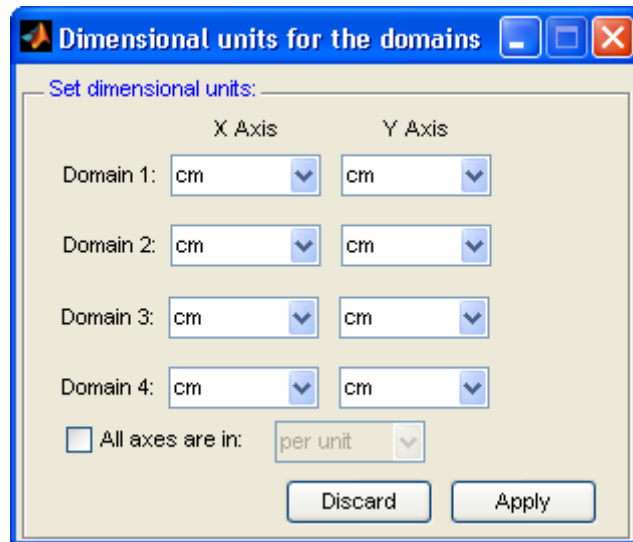 Dimensional units for the domains
Set dimensional units:
X Axis Y Axis
Domain 1: cm cm
Domain 2: cm cm
Domain 3: cm cm
Domain 4: cm cm
All axes are in: per unit
Discard Apply